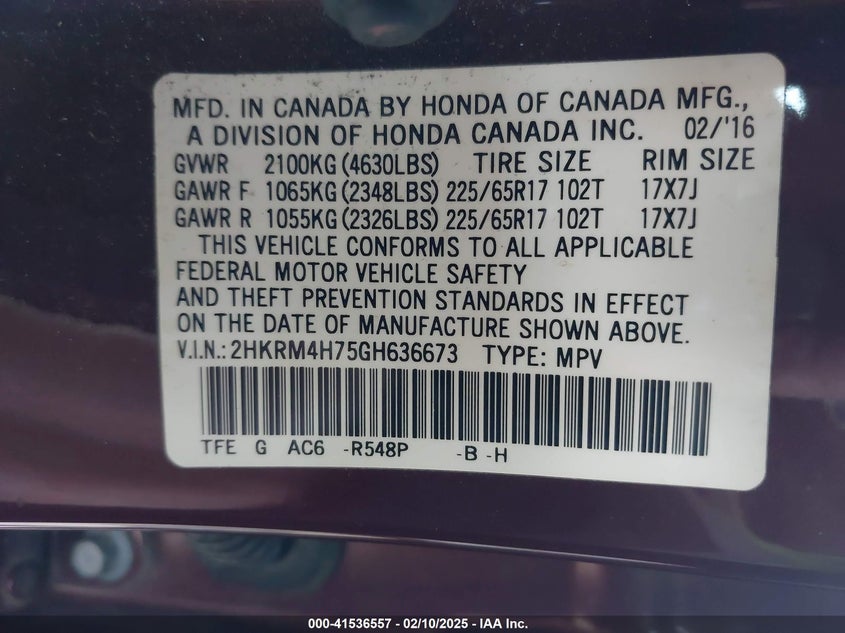 MFD. IN CANADA BY HONDA OF CANADA MFG.,
A DIVISION OF HONDA CANADA INC. 02/'16
GVWR 2100KG (4630LBS) TIRE SIZE RIM SIZE
GAWR F 1065KG (2348LBS) 225/65R17 102T 17X7J
GAWR R 1055KG (2326LBS) 225/65R17 102T 17X7J
THIS VEHICLE CONFORMS TO ALL APPLICABLE
FEDERAL MOTOR VEHICLE SAFETY
AND THEFT PREVENTION STANDARDS IN EFFECT
ON THE DATE OF MANUFACTURE SHOWN ABOVE.
V.I.N.: 2HKRM4H75GH636673 TYPE: MPV
TFE G AC6 -R548P -B -H
000-41536557 - 02/10/2025 - IAA Inc.